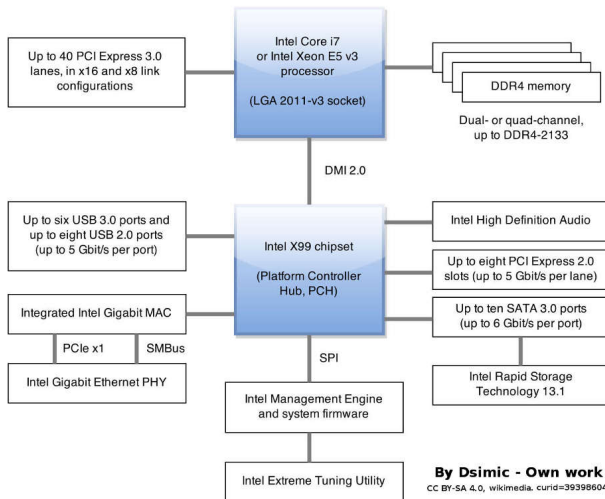 Up to 40 PCI Express 3.0
lanes, in x16 and x8 link
configurations
Intel Core i7
or Intel Xeon E5 v3
processor
(LGA 2011-v3 socket)
DDR4 memory
Dual- or quad-channel,
up to DDR4-2133
DMI 2.0
Up to six USB 3.0 ports and
up to eight USB 2.0 ports
(up to 5 Gbit/s per port)
Intel X99 chipset
(Platform Controller
Hub, PCH)
Intel High Definition Audio
Up to eight PCI Express 2.0
slots (up to 5 Gbit/s per lane)
Integrated Intel Gigabit MAC
Up to ten SATA 3.0 ports
(up to 6 Gbit/s per port)
PCIe x1
SMBus
SPI
Intel Gigabit Ethernet PHY
Intel Management Engine
and system firmware
Intel Rapid Storage
Technology 13.1
Intel Extreme Tuning Utility
By Dsimic - Own work
CC BY-SA 4.0, wikimedia. curid=39398604